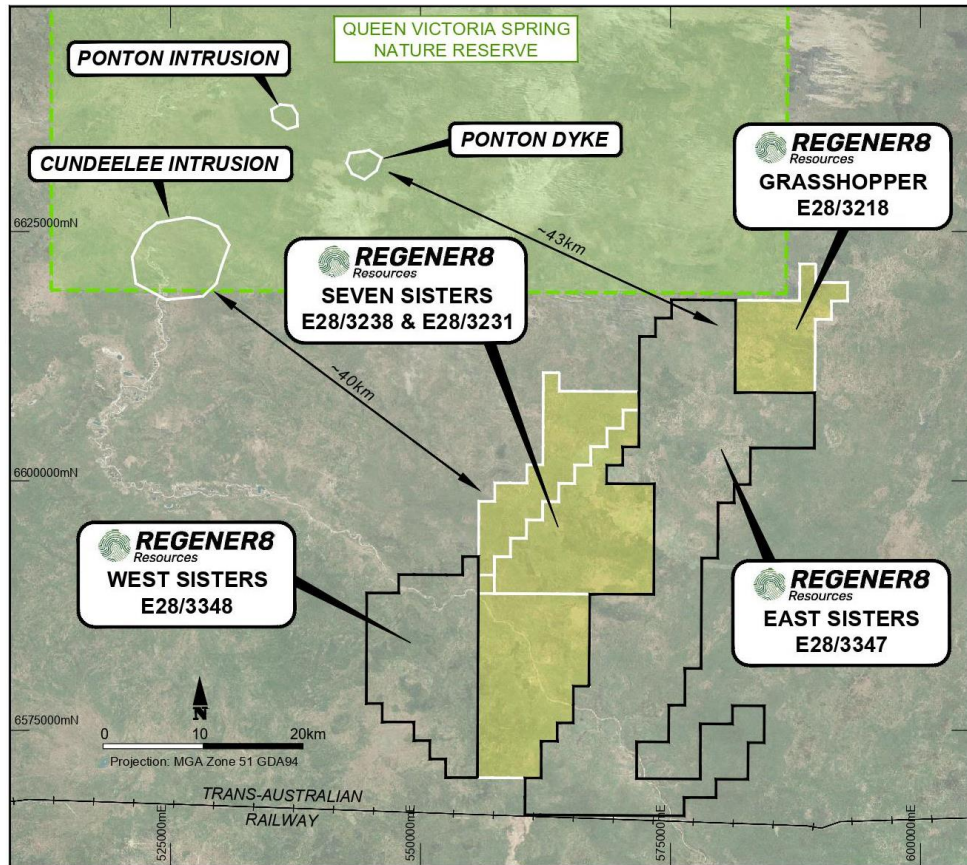 QUEEN VICTORIA SPRING
NATURE RESERVE
PONTON INTRUSION
PONTON DYKE
CUNDEELEE INTRUSION
REGENER8
Resources
GRASSHOPPER
E28/3218
6625000mN
~43km
REGENER8
Resources
SEVEN SISTERS
E28/3238 & E28/3231
~40km
6600000mN
REGENER8
Resources
WEST SISTERS
E28/3348
REGENER8
Resources
EAST SISTERS
E28/3347
6575000mN
N
0 10 20km
Projection: MGA Zone 51 GDA94
TRANS-AUSTRALIAN
RAILWAY
525000mE
550000mE
575000mE
600000mE